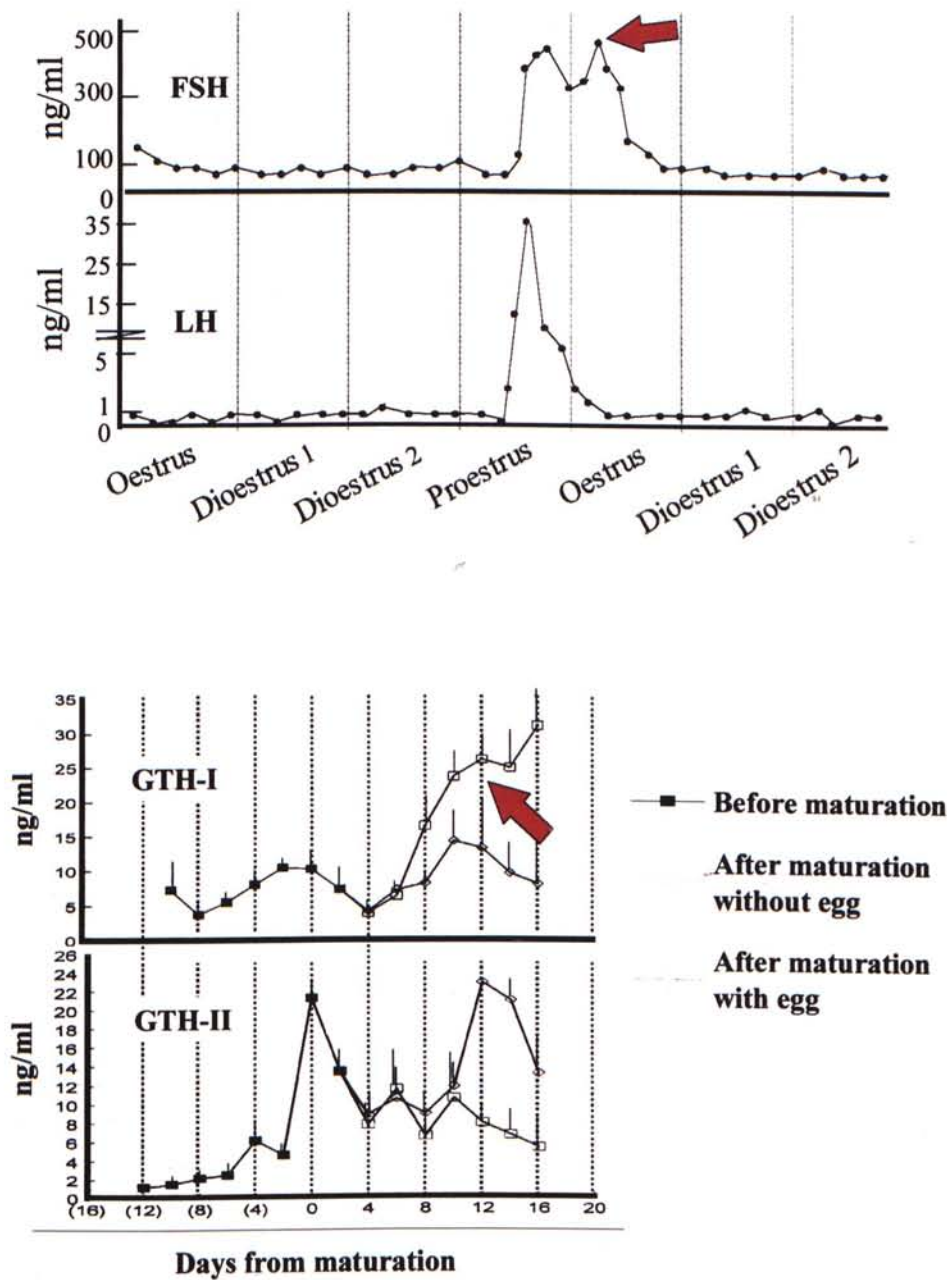 500
FSH
ng/ml
300
100
0
35
25
ng/ml
15
LH
5
1
0
Oestrus
Dioestrus 1
Dioestrus 2
Proestrus
Oestrus
Dioestrus 1
Dioestrus 2
35
30
GTH-I
25
ng/ml
20
15
10
5
0
Before maturation
After maturation
without egg
After maturation
with egg
26
24
22
GTH-II
20
18
ng/ml
16
14
12
10
8
6
4
2
0
(16) (12) (8) (4) 0 4 8 12 16 20
Days from maturation